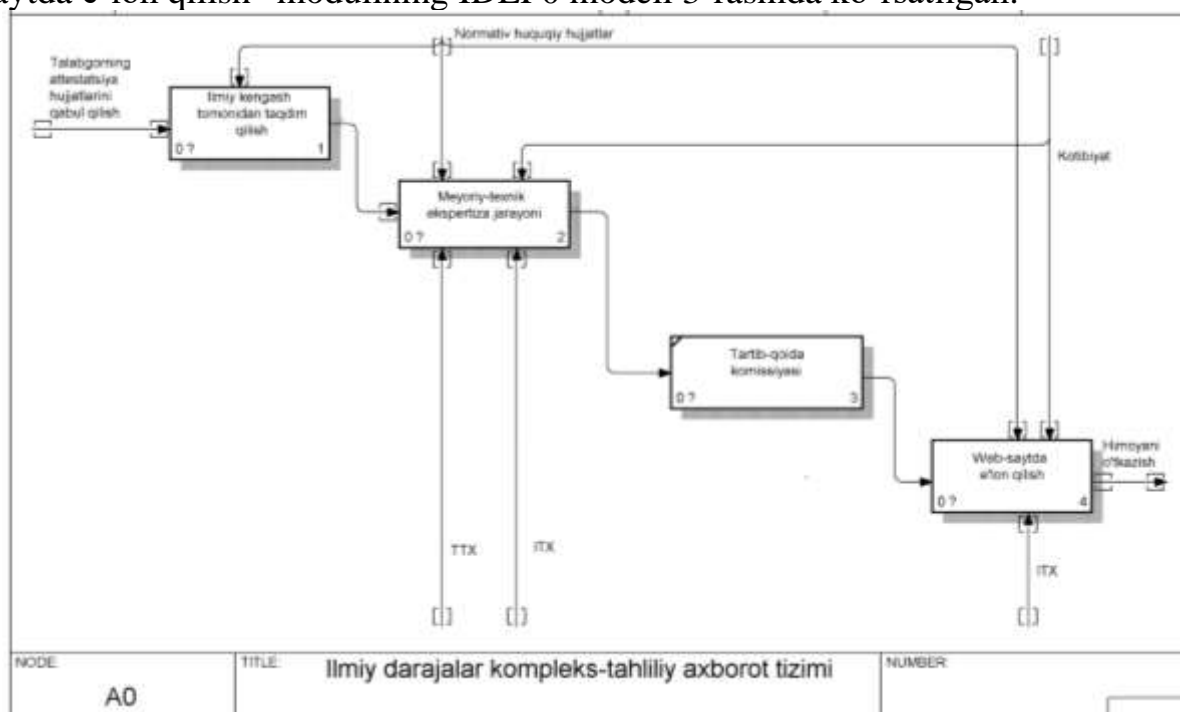 aytda e'lon qilish" modulining IDEF0 modeli 3-rasmda ko'rsatilgan.
Normativ huquqiy hujjatlar
Talabgorning
attestatsiya
hujjatlarini
qabul qilish
Ilmiy kengash
tomonidan taqdim
qilish
0 ?
1
Kotibiyat
Meyoriy-texnik
ekspertiza jarayoni
0 ?
2
Tartib-qoida
komissiyasi
0 ?
3
Web-saytda
e'lon qilish
0 ?
4
Himoyani
o'tkazish
TTX
ITX
ITX
NODE:
TITLE:
Ilmiy darajalar kompleks-tahliliy axborot tizimi
NUMBER:
A0